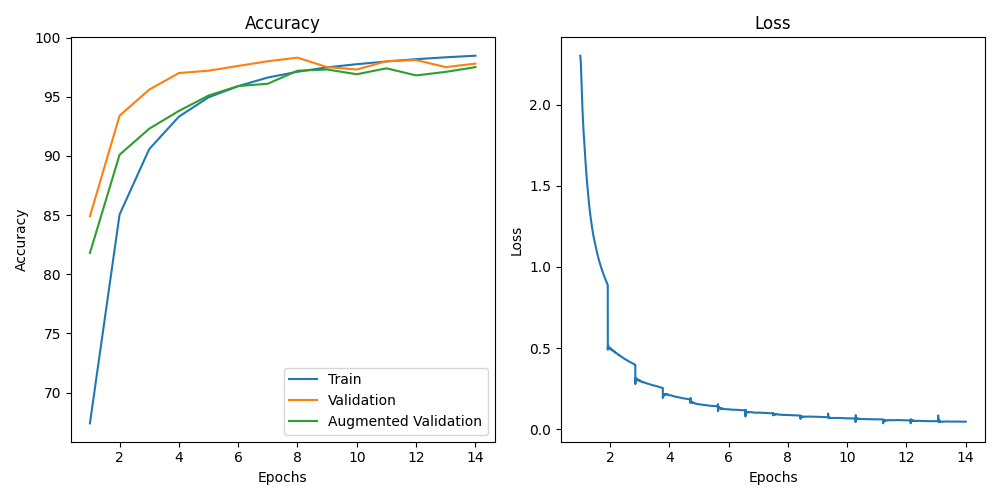 Accuracy
100
95
90
85
80
75
70
Accuracy
2 4 6 8 10 12 14
Epochs
Train
Validation
Augmented Validation
Loss
2.0
1.5
1.0
0.5
0.0
Loss
2 4 6 8 10 12 14
Epochs